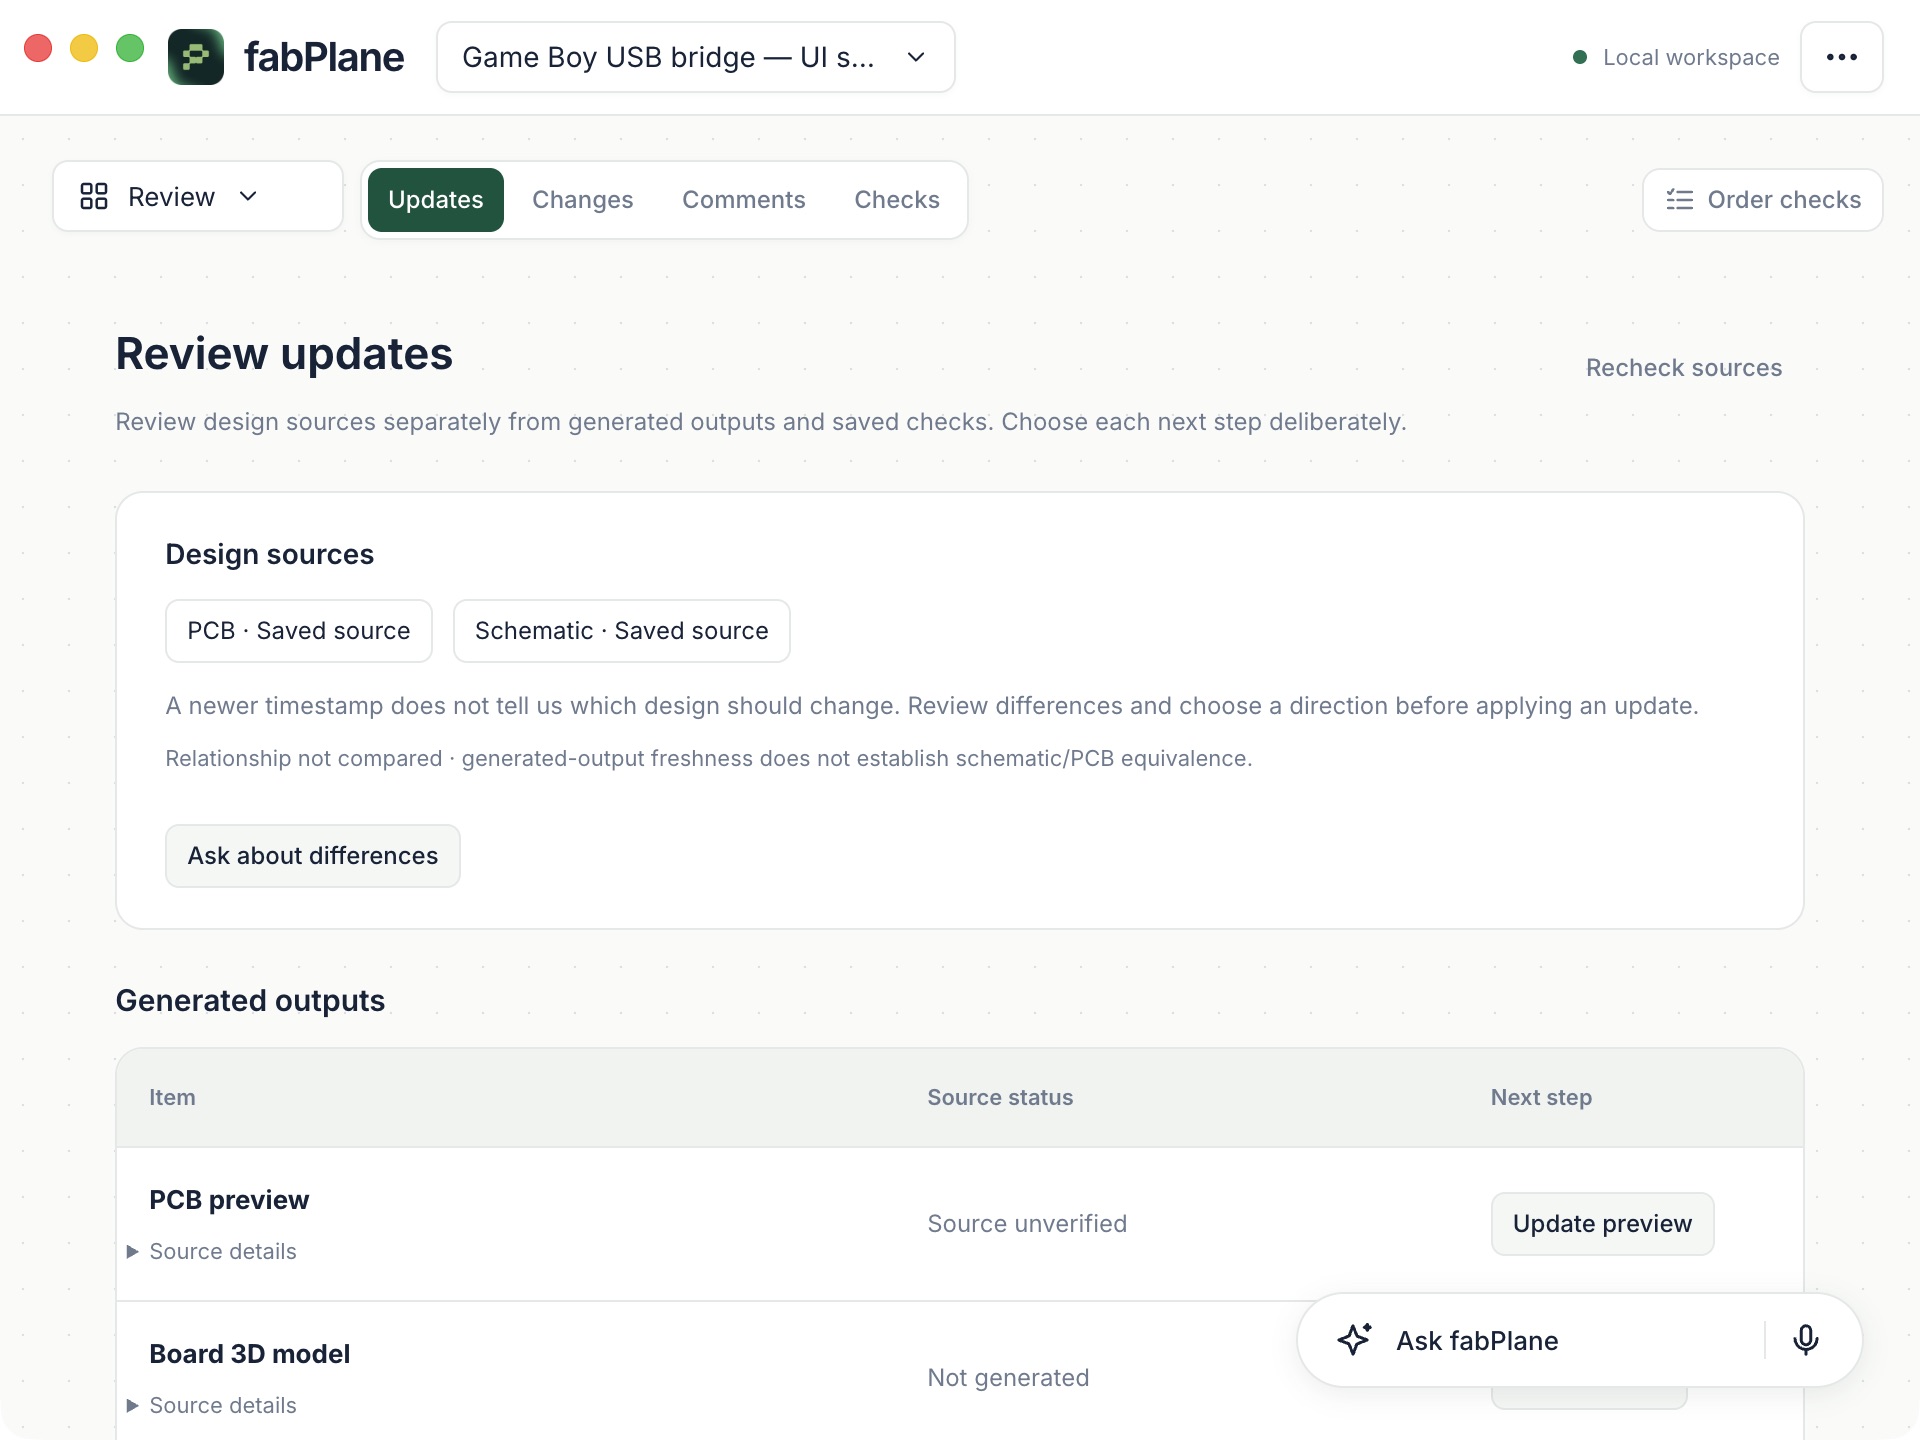 fabPlane
Game Boy USB bridge — UI s...
Local workspace
Review
Updates
Changes
Comments
Checks
Order checks
Review updates
Recheck sources
Review design sources separately from generated outputs and saved checks. Choose each next step deliberately.
Design sources
PCB · Saved source
Schematic · Saved source
A newer timestamp does not tell us which design should change. Review differences and choose a direction before applying an update.
Relationship not compared · generated-output freshness does not establish schematic/PCB equivalence.
Ask about differences
Generated outputs
Item
Source status
Next step
PCB preview
Source details
Source unverified
Update preview
Board 3D model
Source details
Not generated
Ask fabPlane